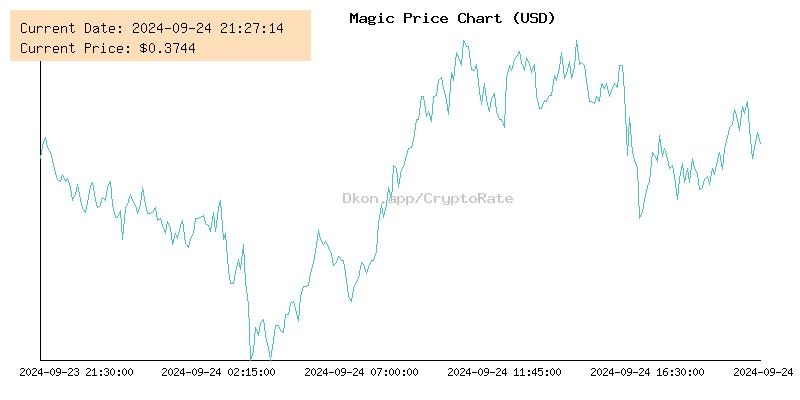 Magic Price Chart (USD)
Current Date: 2024-09-24 21:27:14
Current Price: $0.3744
Dkon.app/CryptoRate
2024-09-23 21:30:00 2024-09-24 02:15:00 2024-09-24 07:00:00 2024-09-24 11:45:00 2024-09-24 16:30:00 2024-09-24